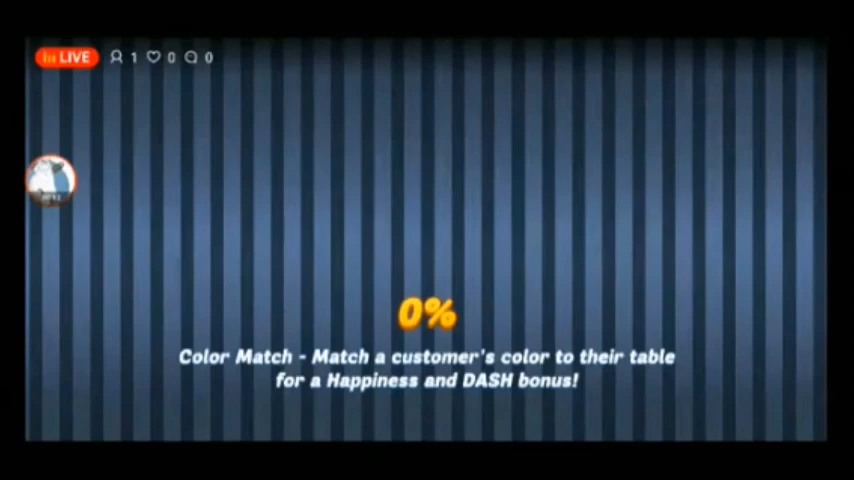 LIVE 1 0 0
0%
Color Match - Match a customer's color to their table
for a Happiness and DASH bonus!